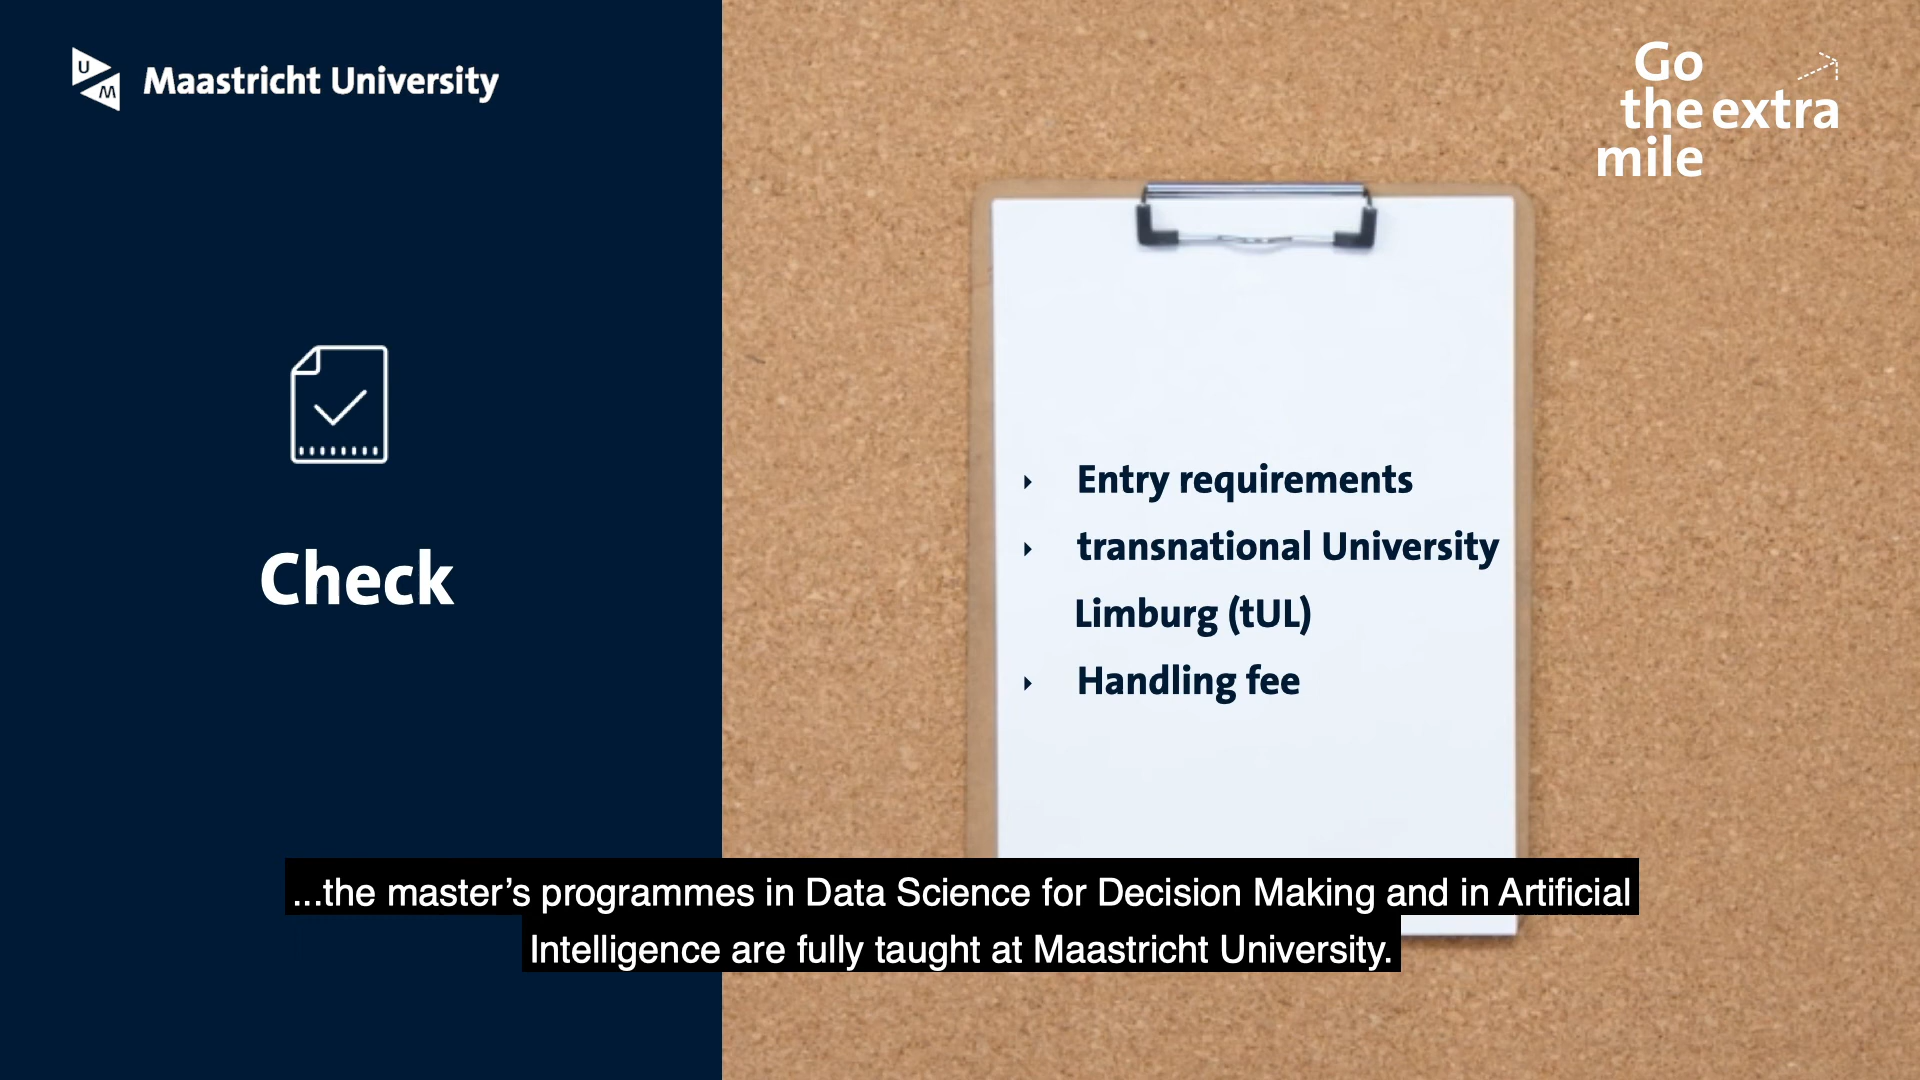 UM
Maastricht University
Go
the extra
mile
Check
Entry requirements
transnational University
Limburg (tUL)
Handling fee
...the master's programmes in Data Science for Decision Making and in Artificial
Intelligence are fully taught at Maastricht University.